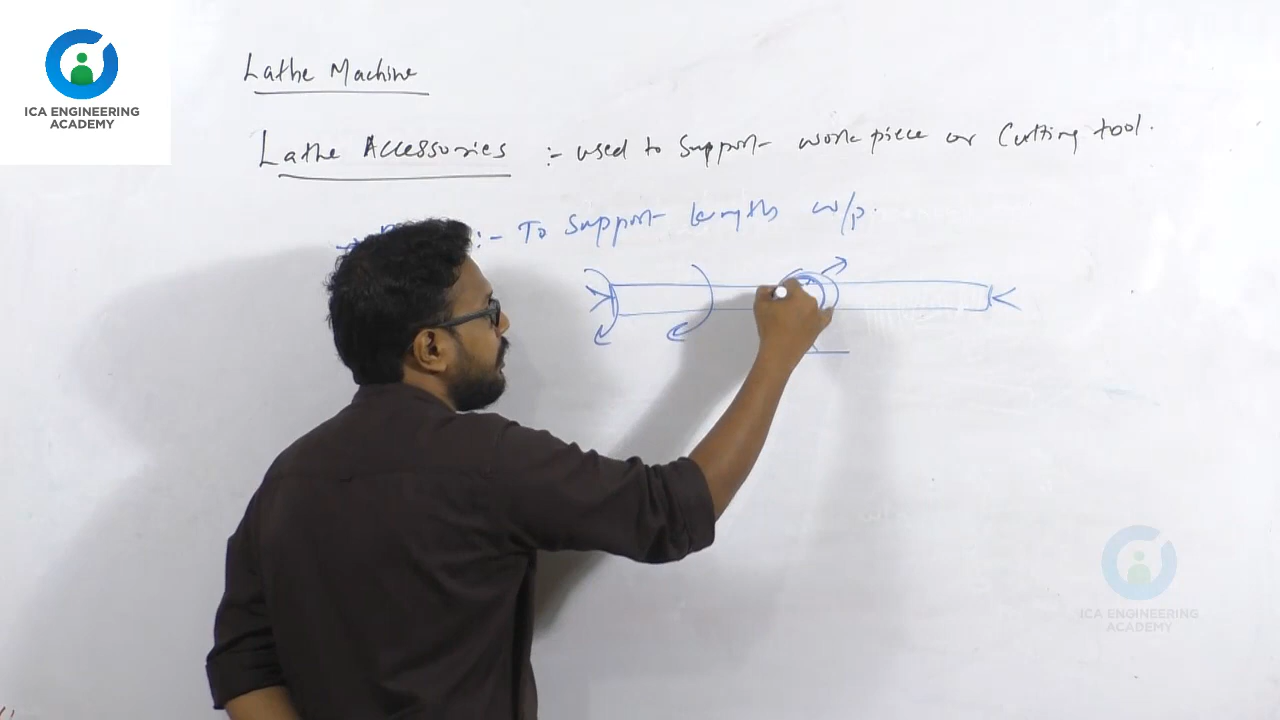 ICA ENGINEERING
ACADEMY
Lathe Machine
Lathe Accessories :- used to support work piece or Cutting tool.
:- To support lengths w/p.
ICA ENGINEERING
ACADEMY